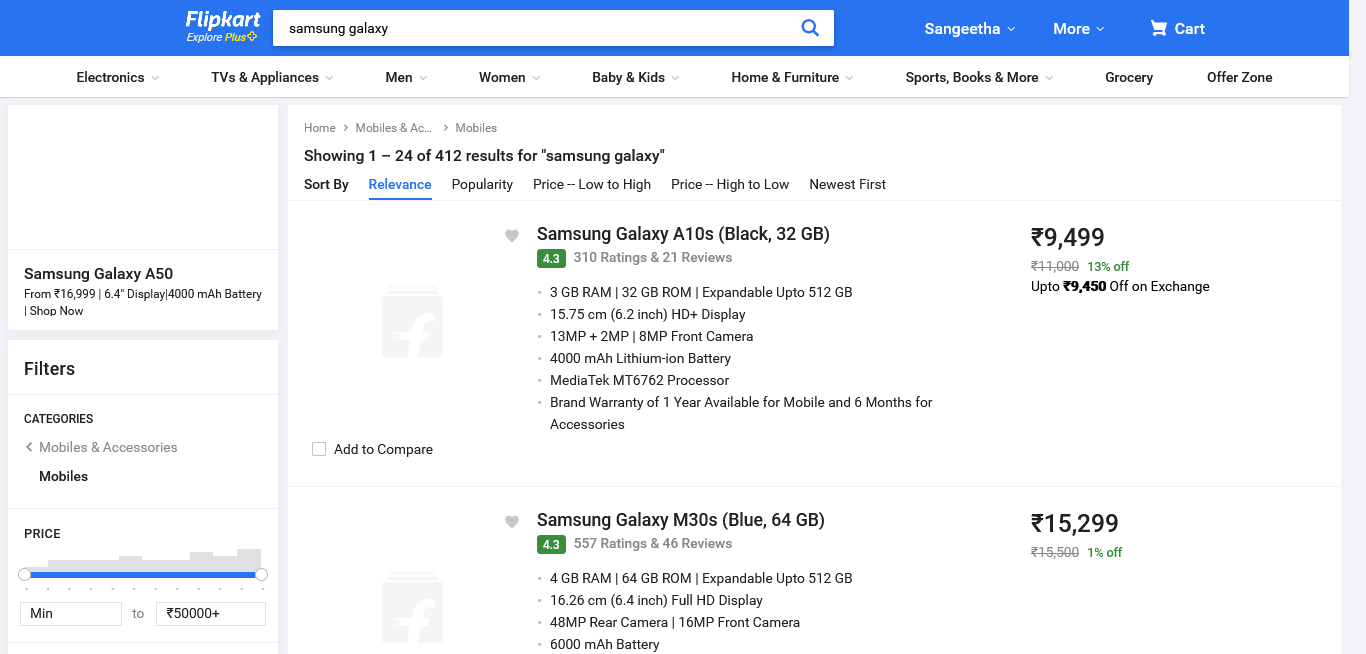 Flipkart
Explore Plus
samsung galaxy
Sangeetha
More
Cart
Electronics
TVs & Appliances
Men
Women
Baby & Kids
Home & Furniture
Sports, Books & More
Grocery
Offer Zone
Samsung Galaxy A50
From ₹16,999 | 6.4" Display|4000 mAh Battery
| Shop Now
Filters
CATEGORIES
Mobiles & Accessories
Mobiles
PRICE
Min to ₹50000+
Home > Mobiles & Ac... > Mobiles
Showing 1 – 24 of 412 results for "samsung galaxy"
Sort By Relevance Popularity Price -- Low to High Price -- High to Low Newest First
Samsung Galaxy A10s (Black, 32 GB)
4.3 310 Ratings & 21 Reviews
3 GB RAM | 32 GB ROM | Expandable Upto 512 GB
15.75 cm (6.2 inch) HD+ Display
13MP + 2MP | 8MP Front Camera
4000 mAh Lithium-ion Battery
MediaTek MT6762 Processor
Brand Warranty of 1 Year Available for Mobile and 6 Months for
Accessories
₹9,499
₹11,000 13% off
Upto ₹9,450 Off on Exchange
Add to Compare
Samsung Galaxy M30s (Blue, 64 GB)
4.3 557 Ratings & 46 Reviews
4 GB RAM | 64 GB ROM | Expandable Upto 512 GB
16.26 cm (6.4 inch) Full HD Display
48MP Rear Camera | 16MP Front Camera
6000 mAh Battery
₹15,299
₹15,500 1% off